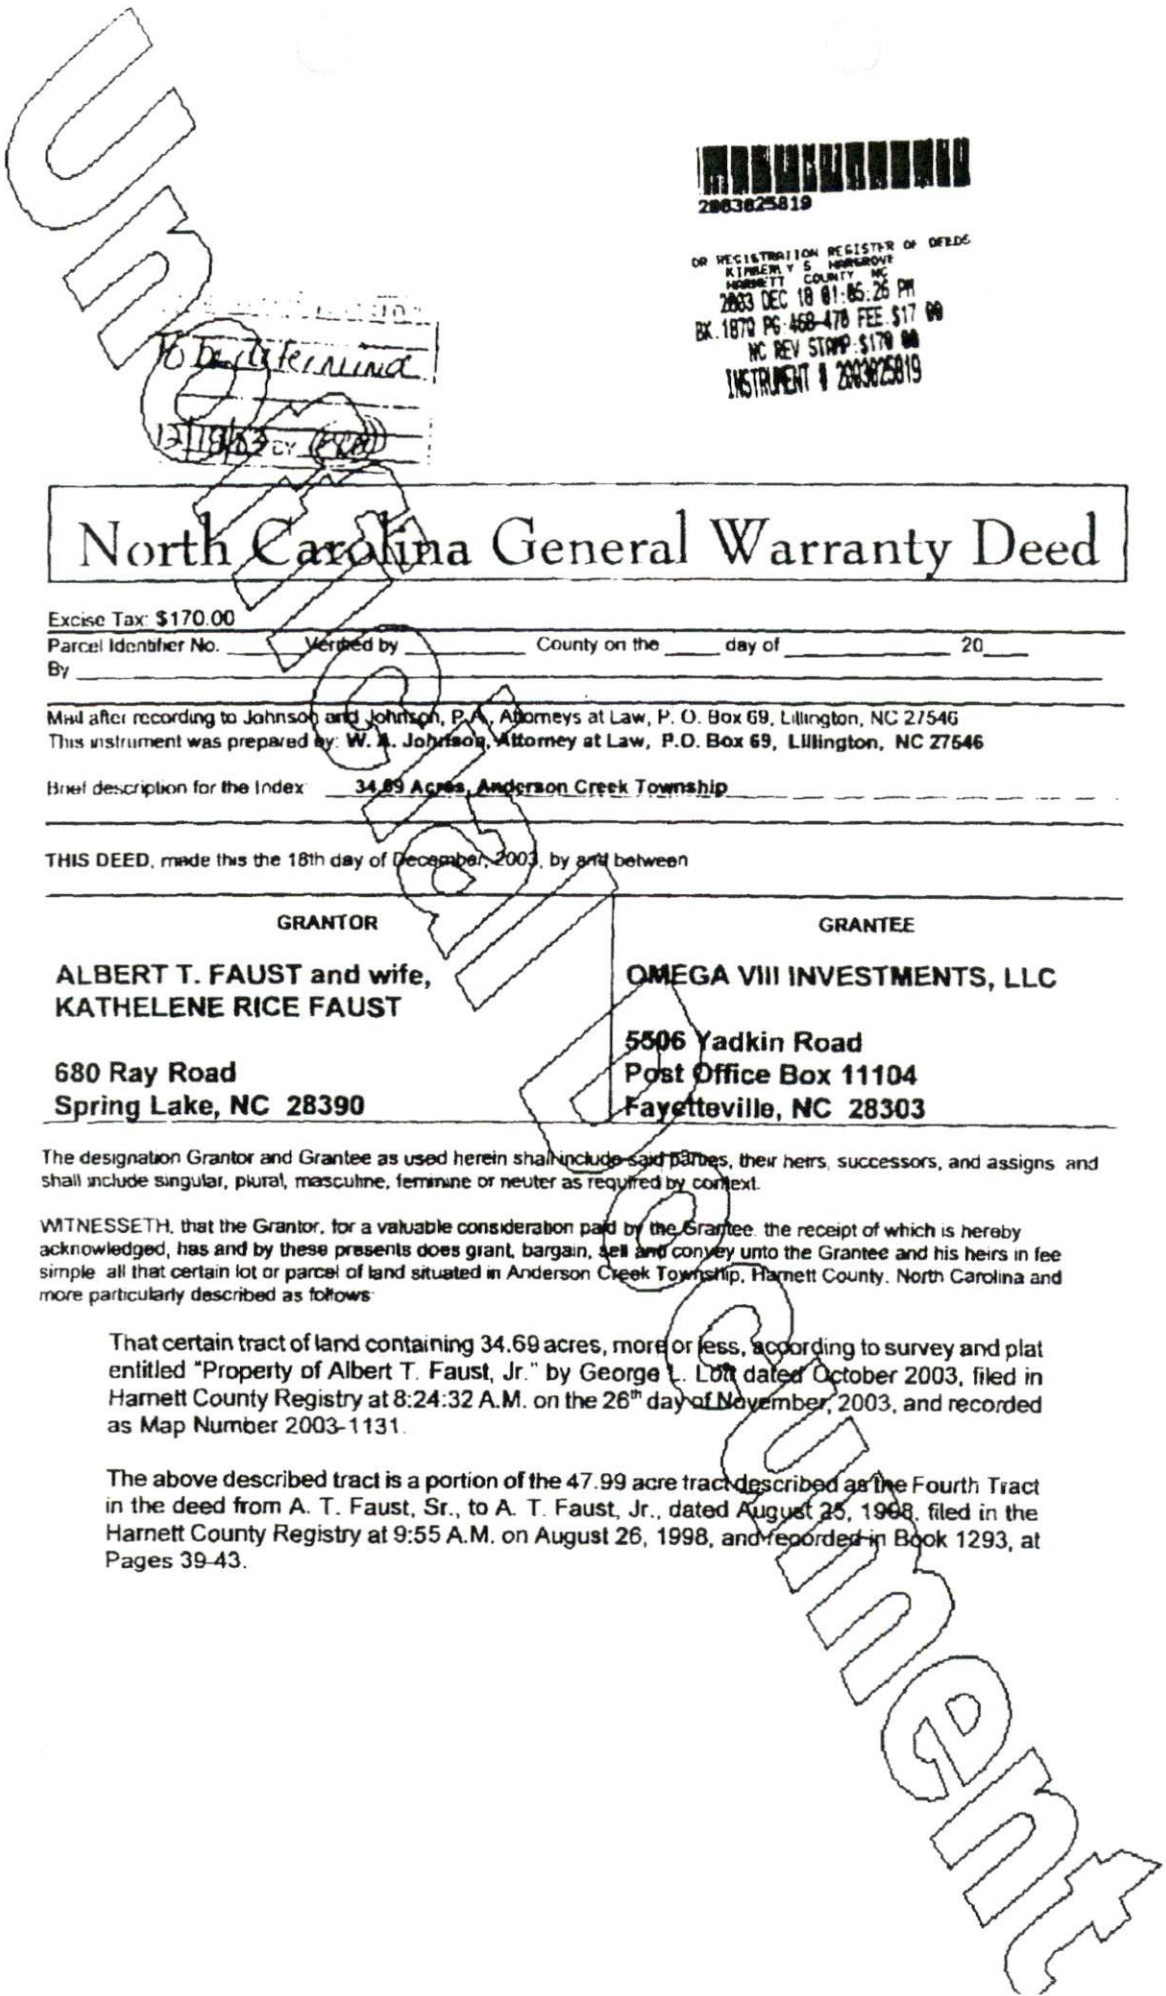 2003025819
FOR REGISTRATION REGISTER OF DEEDS
KIMBERLY S HARGROVE
HARNETT COUNTY NC
2003 DEC 18 01:05:26 PM
BK:1870 PG:468-470 FEE:$17 00
NC REV STAMP:$170 00
INSTRUMENT # 2003025819
To be determined
12/18/03 BY
North Carolina General Warranty Deed
Excise Tax: $170.00
Parcel Identifier No. ______ Verified by ______ County on the _____ day of ______ 20___
By
Mail after recording to Johnson and Johnson, P.A., Attorneys at Law, P. O. Box 69, Lillington, NC 27546
This instrument was prepared by: W. A. Johnson, Attorney at Law, P.O. Box 69, Lillington, NC 27546
Brief description for the Index: 34.69 Acres, Anderson Creek Township
THIS DEED, made this the 18th day of December, 2003, by and between
GRANTOR GRANTEE
ALBERT T. FAUST and wife, OMEGA VIII INVESTMENTS, LLC
KATHELENE RICE FAUST
5506 Yadkin Road
680 Ray Road Post Office Box 11104
Spring Lake, NC 28390 Fayetteville, NC 28303
The designation Grantor and Grantee as used herein shall include said parties, their heirs, successors, and assigns and
shall include singular, plural, masculine, feminine or neuter as required by context.
WITNESSETH, that the Grantor, for a valuable consideration paid by the Grantee, the receipt of which is hereby
acknowledged, has and by these presents does grant, bargain, sell and convey unto the Grantee and his heirs in fee
simple all that certain lot or parcel of land situated in Anderson Creek Township, Harnett County, North Carolina and
more particularly described as follows:
That certain tract of land containing 34.69 acres, more or less, according to survey and plat
entitled "Property of Albert T. Faust, Jr." by George L. Lott dated October 2003, filed in
Harnett County Registry at 8:24:32 A.M. on the 26th day of November, 2003, and recorded
as Map Number 2003-1131.
The above described tract is a portion of the 47.99 acre tract described as the Fourth Tract
in the deed from A. T. Faust, Sr., to A. T. Faust, Jr., dated August 25, 1998, filed in the
Harnett County Registry at 9:55 A.M. on August 26, 1998, and reporded in Book 1293, at
Pages 39-43.
Unofficial Document